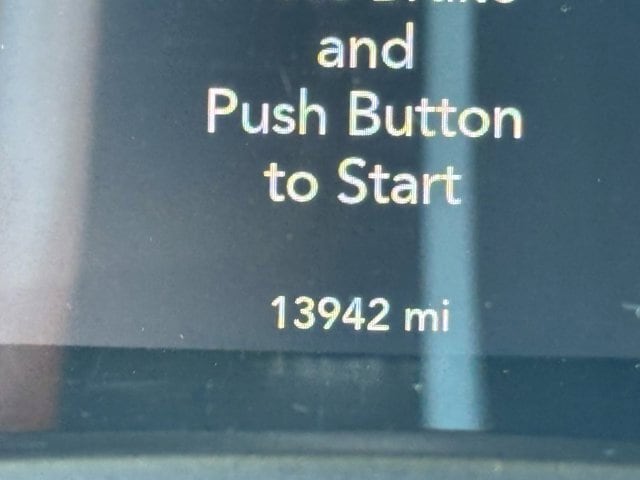 and
Push Button
to Start
13942 mi